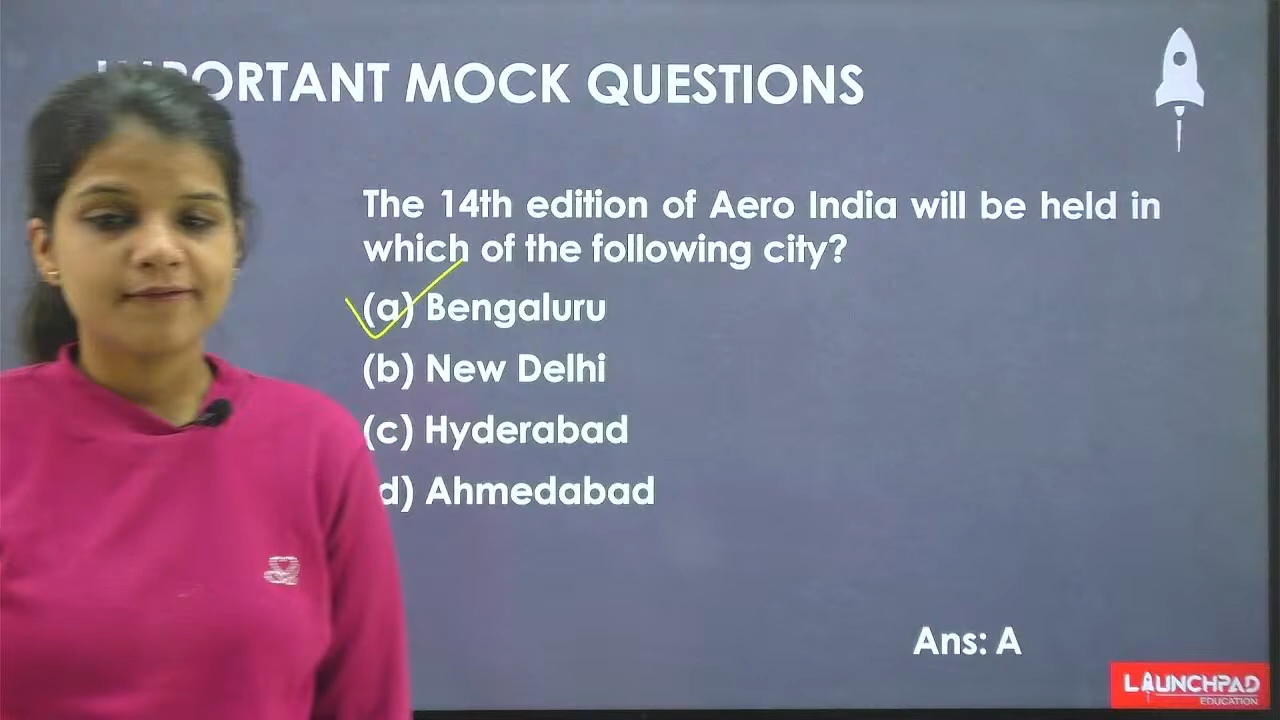 IMPORTANT MOCK QUESTIONS
The 14th edition of Aero India will be held in
which of the following city?
(a) Bengaluru
(b) New Delhi
(c) Hyderabad
d) Ahmedabad
Ans: A
LAUNCHPAD
EDUCATION